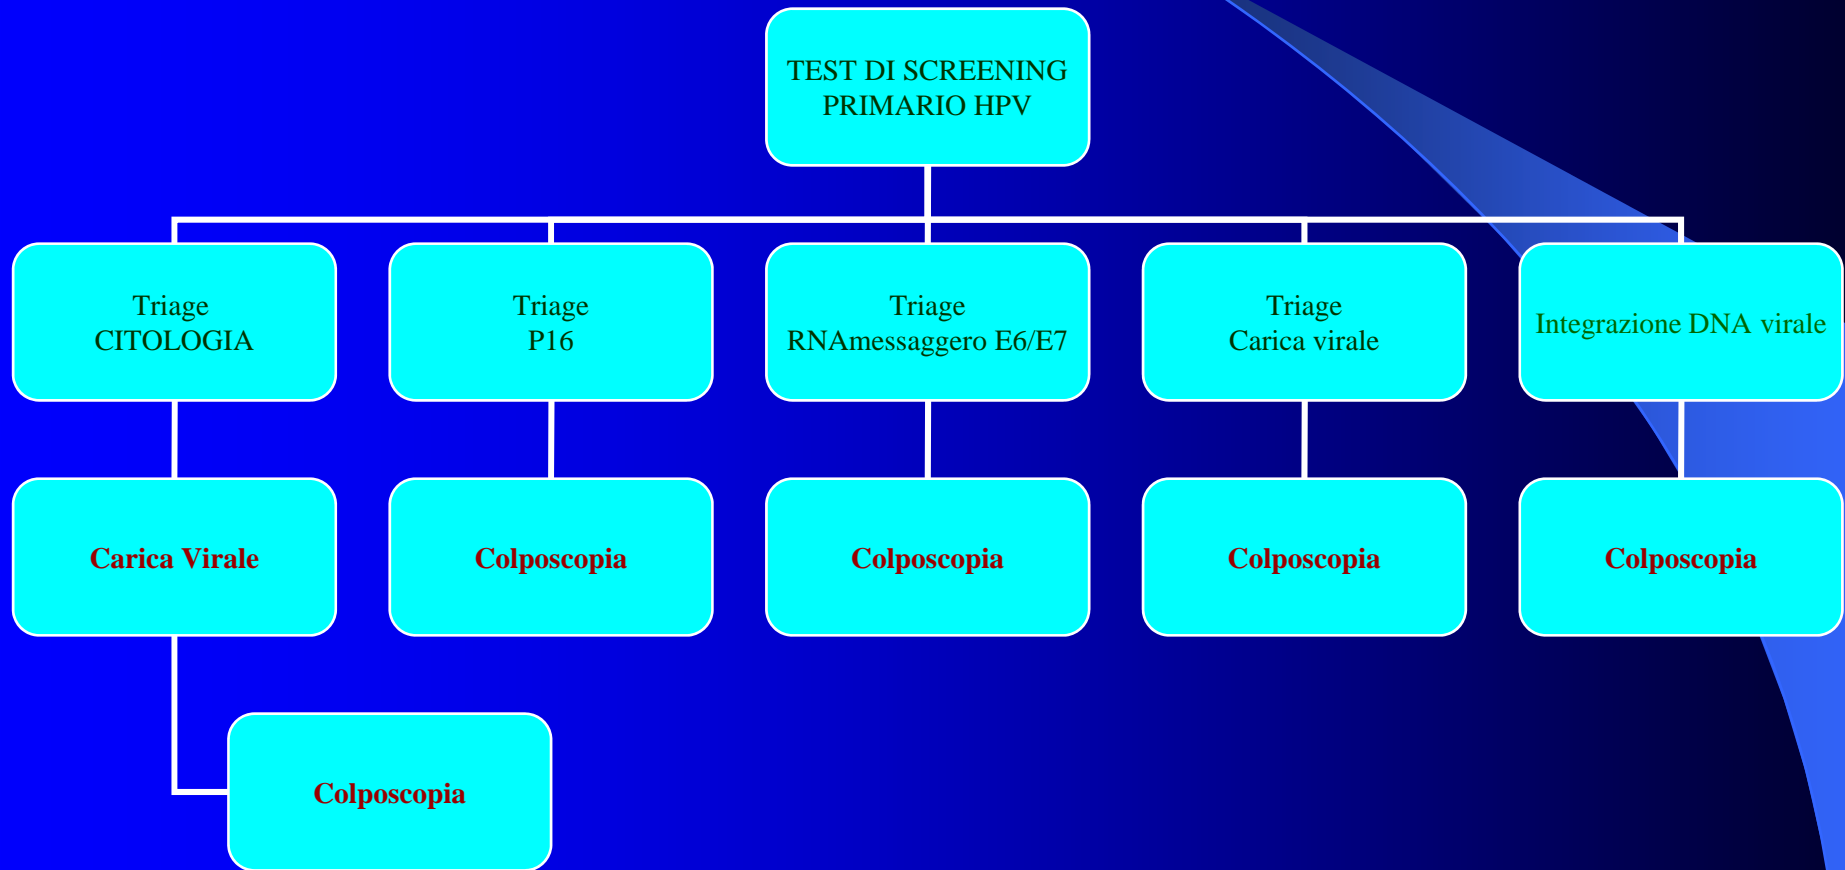 TEST DI SCREENING
PRIMARIO HPV
Triage
CITOLOGIA
Triage
P16
Triage
RNAmessaggero E6/E7
Triage
Carica virale
Integrazione DNA virale
Carica Virale
Colposcopia
Colposcopia
Colposcopia
Colposcopia
Colposcopia